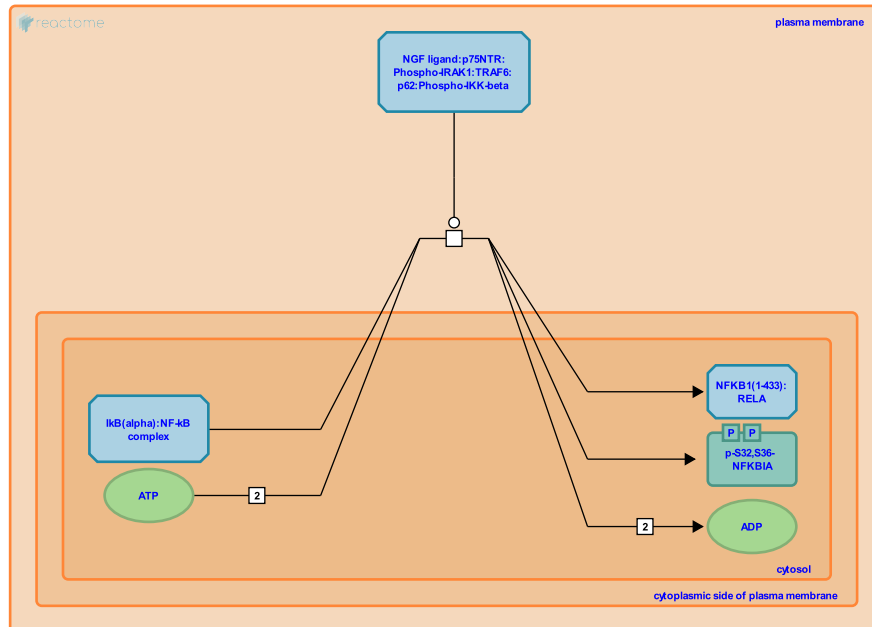 reactome
plasma membrane
NGF ligand:p75NTR:
Phospho-IRAK1:TRAF6:
p62:Phospho-IKK-beta
IkB(alpha):NF-kB
complex
ATP
2
NFKB1(1-433):
RELA
P P
p-S32,S36-
NFKBIA
2
ADP
cytosol
cytoplasmic side of plasma membrane